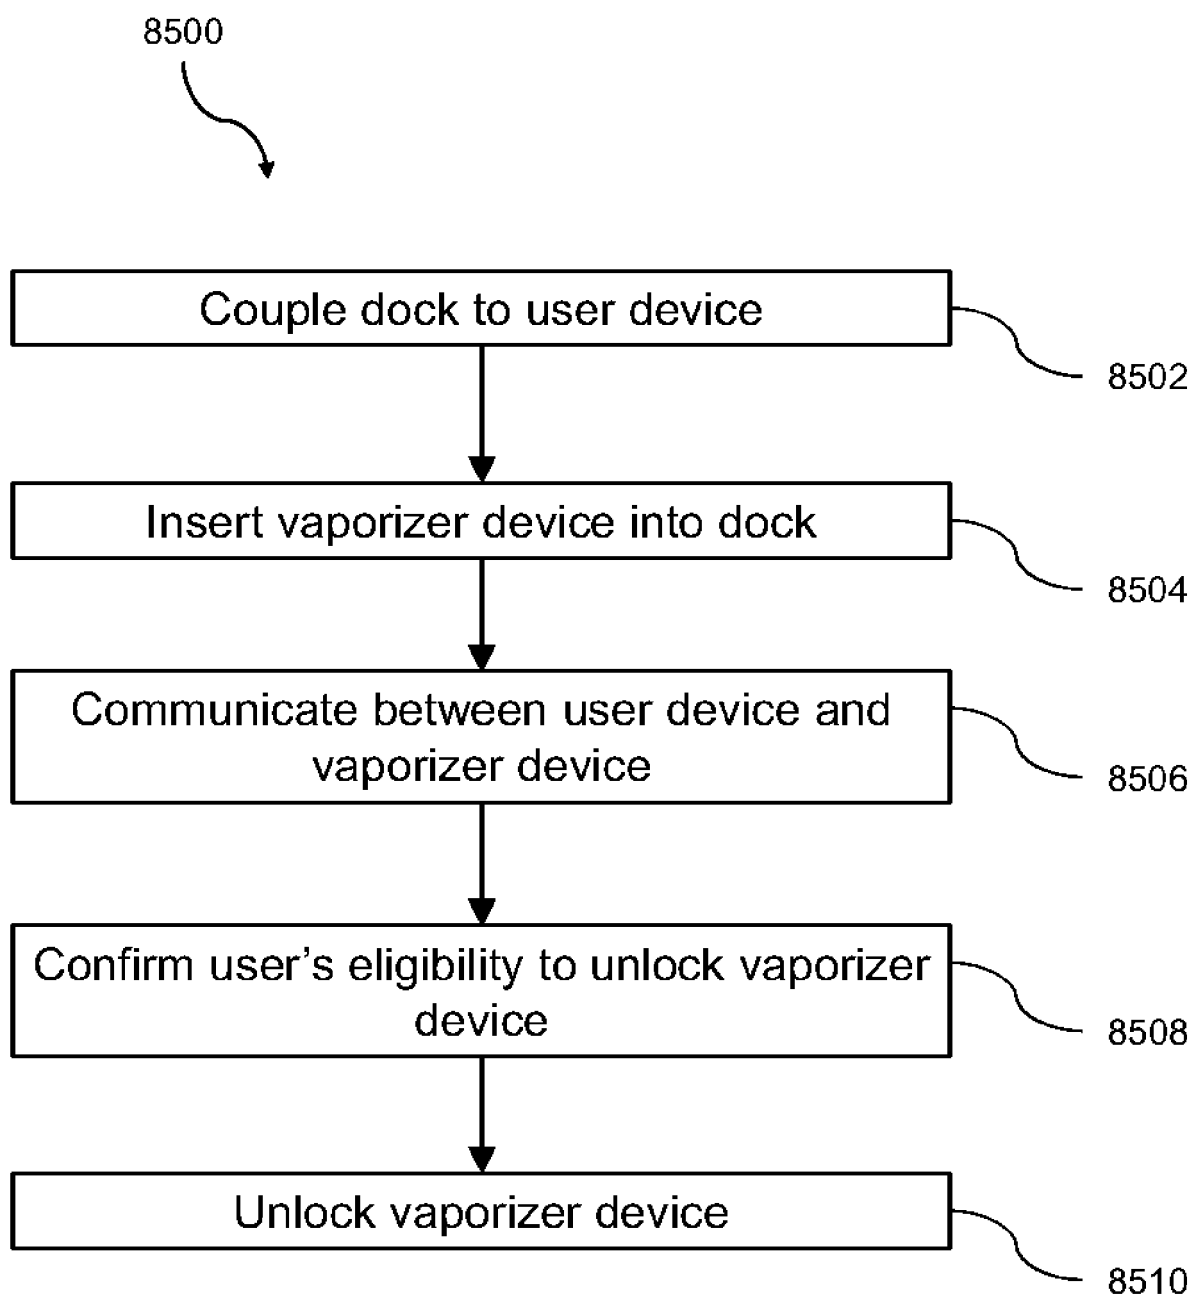 8500
Couple dock to user device
8502
Insert vaporizer device into dock
8504
Communicate between user device and
vaporizer device
8506
Confirm user’s eligibility to unlock vaporizer
device
8508
Unlock vaporizer device
8510